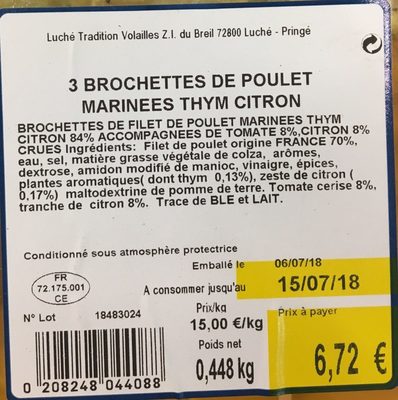 Luché Tradition Volailles Z.I. du Breil 72800 Luché - Pringé
3 BROCHETTES DE POULET
MARINEES THYM CITRON
BROCHETTES DE FILET DE POULET MARINEES THYM
CITRON 84% ACCOMPAGNEES DE TOMATE 8%,CITRON 8%
CRUES Ingrédients: Filet de poulet origine FRANCE 70%,
eau, sel, matière grasse végétale de colza, arômes,
dextrose, amidon modifié de manioc, vinaigre, épices,
plantes aromatiques( dont thym 0,13%), zeste de citron (
0,17%) maltodextrine de pomme de terre. Tomate cerise 8%,
tranche de citron 8%. Trace de BLE et LAIT.
Conditionné sous atmosphère protectrice
Emballé le 06/07/18
FR
72.175.001
CE
A consommer jusqu'au 15/07/18
N° Lot 18483024
Prix/kg
15,00 €/kg
Prix à payer
Poids net
0,448 kg
6,72 €
0 208248 044088